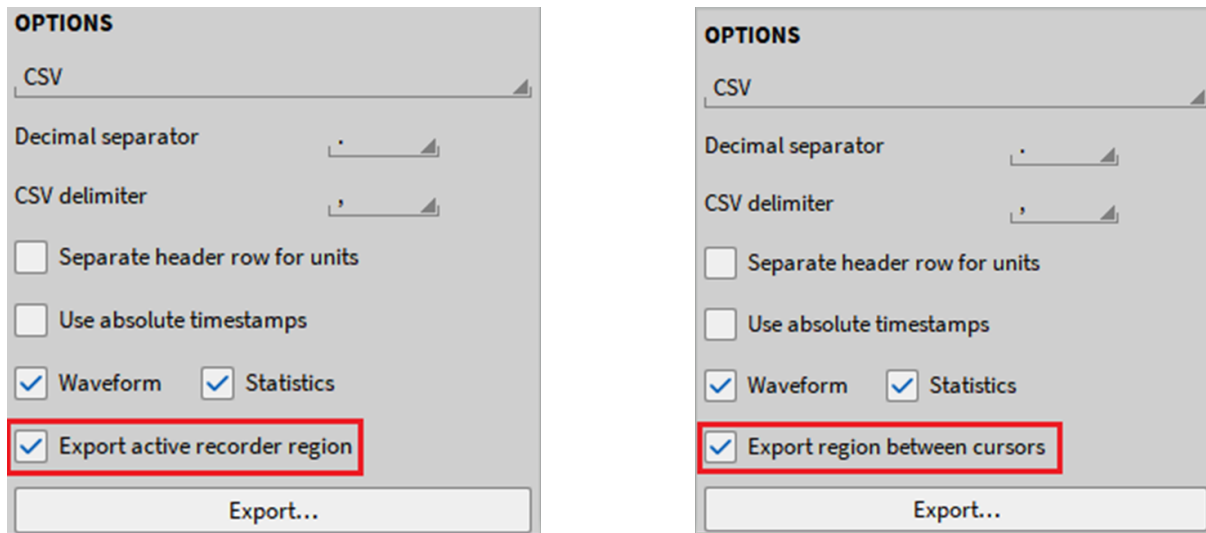 OPTIONS
CSV
Decimal separator .
CSV delimiter ,
Separate header row for units
Use absolute timestamps
Waveform Statistics
Export active recorder region
Export...
OPTIONS
CSV
Decimal separator .
CSV delimiter ,
Separate header row for units
Use absolute timestamps
Waveform Statistics
Export region between cursors
Export...